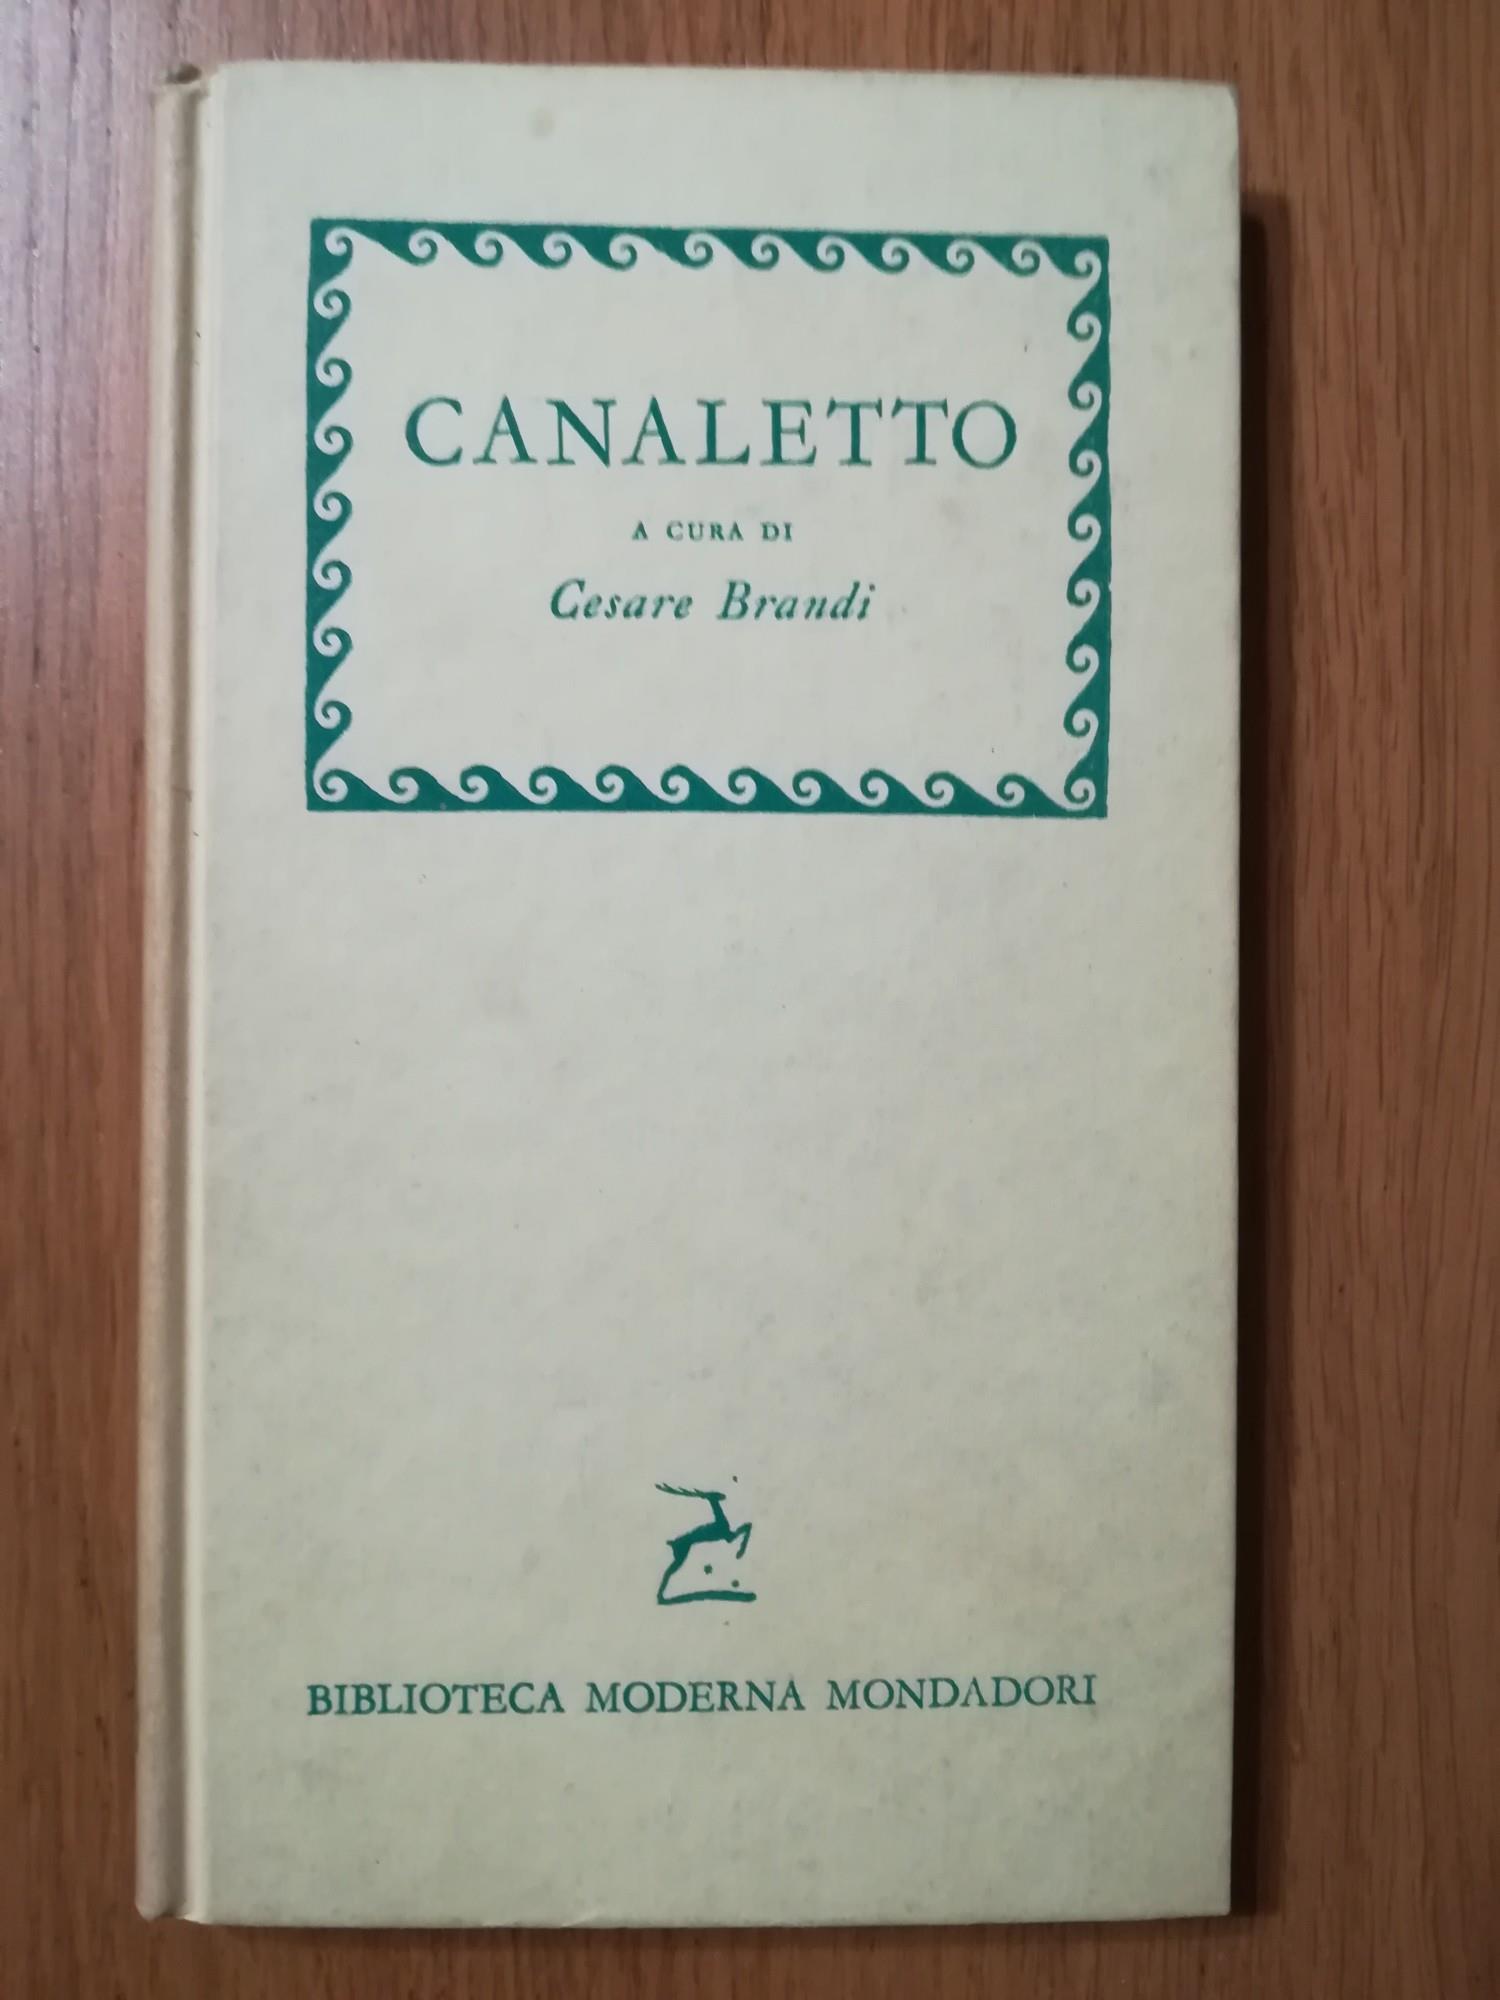 CANALETTO
A CURA DI
Cesare Brandi
BIBLIOTECA MODERNA MONDADORI